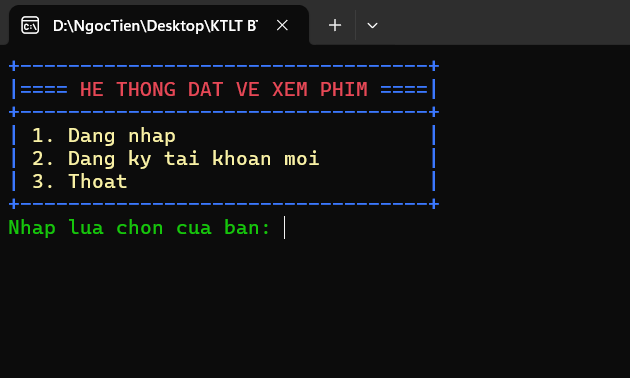 D:\NgocTien\Desktop\KTLT B
+----------------------------------+
|==== HE THONG DAT VE XEM PHIM ====|
+----------------------------------+
| 1. Dang nhap                     |
| 2. Dang ky tai khoan moi         |
| 3. Thoat                         |
+----------------------------------+
Nhap lua chon cua ban: